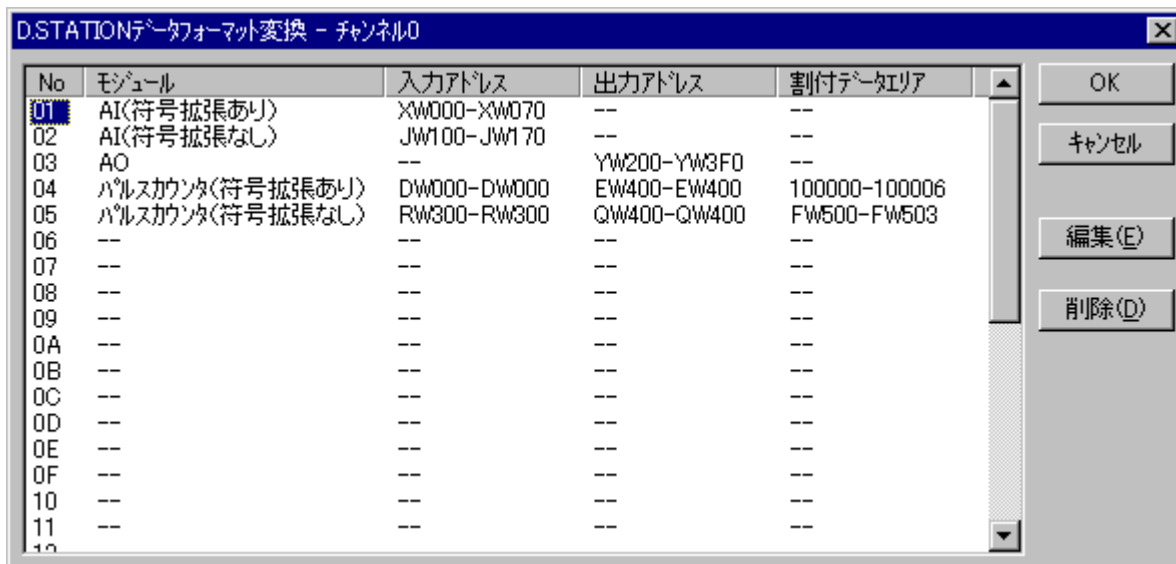 D.STATIONデータフォーマット変換 - チャンネル0
No モジュール 入力アドレス 出力アドレス 割付データエリア
01 AI(符号拡張あり) XW000-XW070 -- --
02 AI(符号拡張なし) JW100-JW170 -- --
03 AO -- YW200-YW3F0 --
04 パルスカウンタ(符号拡張あり) DW000-DW000 EW400-EW400 100000-100006
05 パルスカウンタ(符号拡張なし) RW300-RW300 QW400-QW400 FW500-FW503
06 -- -- -- --
07 -- -- -- --
08 -- -- -- --
09 -- -- -- --
0A -- -- -- --
0B -- -- -- --
0C -- -- -- --
0D -- -- -- --
0E -- -- -- --
0F -- -- -- --
10 -- -- -- --
11 -- -- -- --
OK
キャンセル
編集(E)
削除(D)